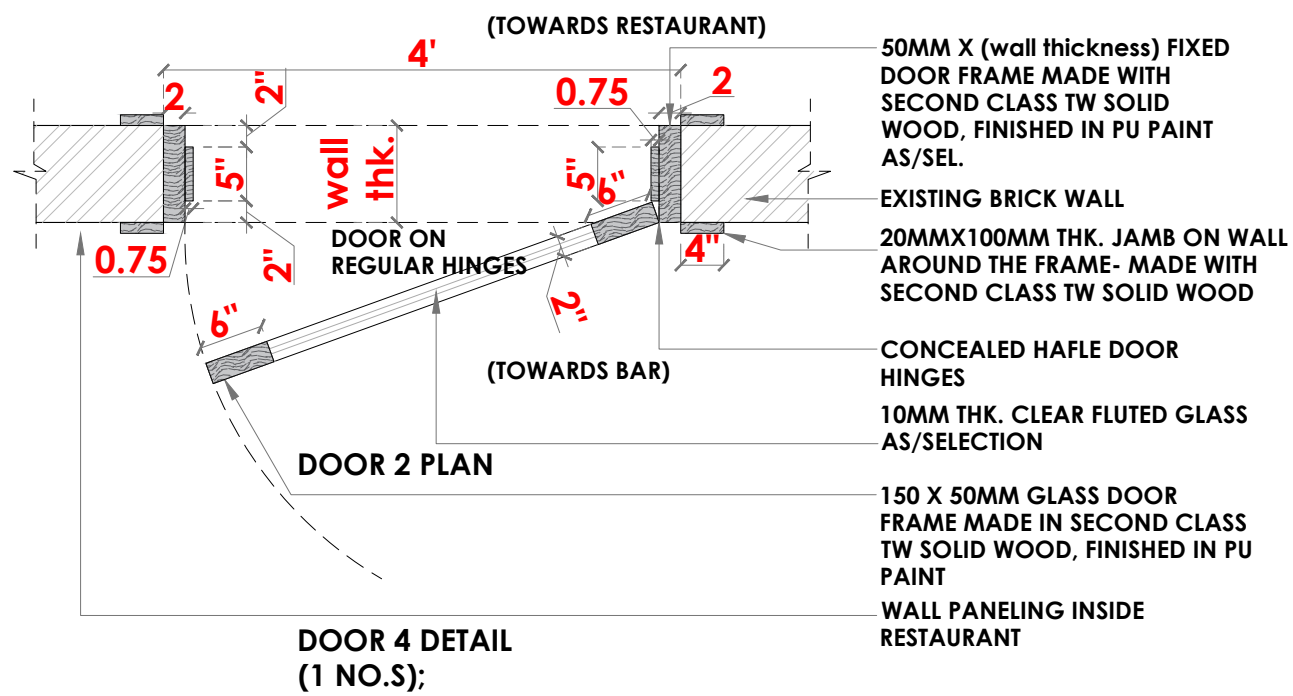 (TOWARDS RESTAURANT)
4'
2
2"
0.75
2
wall
thk.
5"
5"
6"
0.75
2"
DOOR ON
REGULAR HINGES
4"
6"
2"
(TOWARDS BAR)
DOOR 2 PLAN
DOOR 4 DETAIL
(1 NO.S);
50MM X (wall thickness) FIXED
DOOR FRAME MADE WITH
SECOND CLASS TW SOLID
WOOD, FINISHED IN PU PAINT
AS/SEL.
EXISTING BRICK WALL
20MMX100MM THK. JAMB ON WALL
AROUND THE FRAME- MADE WITH
SECOND CLASS TW SOLID WOOD
CONCEALED HAFLE DOOR
HINGES
10MM THK. CLEAR FLUTED GLASS
AS/SELECTION
150 X 50MM GLASS DOOR
FRAME MADE IN SECOND CLASS
TW SOLID WOOD, FINISHED IN PU
PAINT
WALL PANELING INSIDE
RESTAURANT